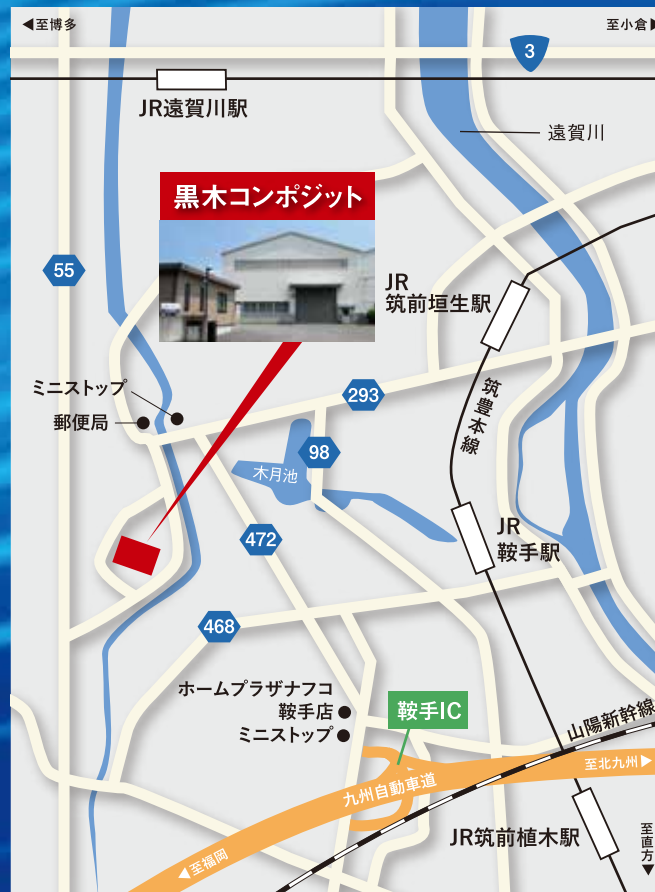 ◀至博多
至小倉▶
3
JR遠賀川駅
遠賀川
黒木コンポジット
55
JR
筑前垣生駅
ミニストップ
郵便局
293
筑豊本線
98
木月池
472
JR
鞍手駅
468
ホームプラザナフコ
鞍手店
ミニストップ
鞍手IC
山陽新幹線
至北九州▶
九州自動車道
◀至福岡
JR筑前植木駅
至直方▼